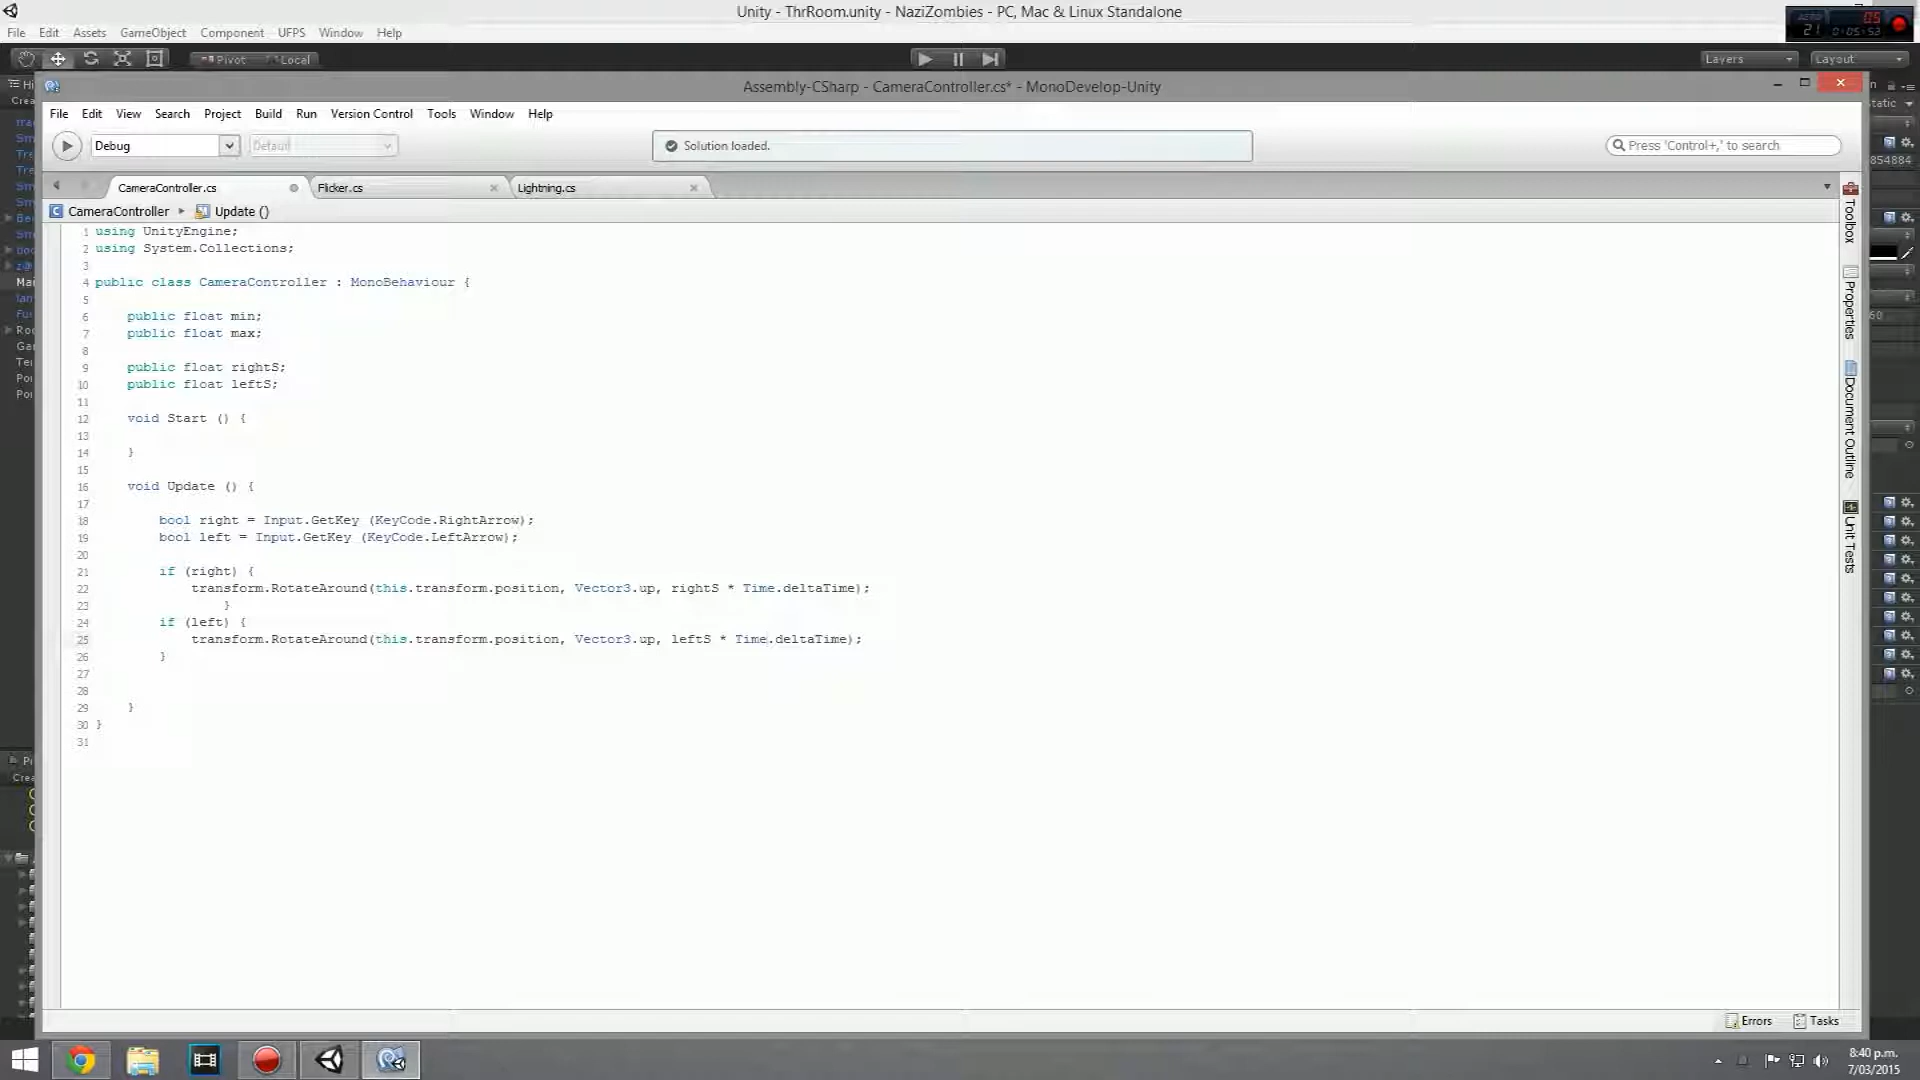 Unity - ThrRoom.unity - NaziZombies - PC, Mac & Linux Standalone
File Edit Assets GameObject Component UFPS Window Help
Pivot Local Layers Layout
Assembly-CSharp - CameraController.cs* - MonoDevelop-Unity
File Edit View Search Project Build Run Version Control Tools Window Help
Debug Default Solution loaded. Press 'Control+,' to search
CameraController.cs Flicker.cs Lightning.cs
CameraController Update ()
1 using UnityEngine;
2 using System.Collections;
3
4 public class CameraController : MonoBehaviour {
5
6 public float min;
7 public float max;
8
9 public float rightS;
10 public float leftS;
11
12 void Start () {
13
14 }
15
16 void Update () {
17
18 bool right = Input.GetKey (KeyCode.RightArrow);
19 bool left = Input.GetKey (KeyCode.LeftArrow);
20
21 if (right) {
22 transform.RotateAround(this.transform.position, Vector3.up, rightS * Time.deltaTime);
23 }
24 if (left) {
25 transform.RotateAround(this.transform.position, Vector3.up, leftS * Time.deltaTime);
26 }
27
28
29 }
30 }
31
Toolbox
Properties
Document Outline
Unit Tests
854884
60
Errors Tasks
8:40 p.m.
7/03/2015